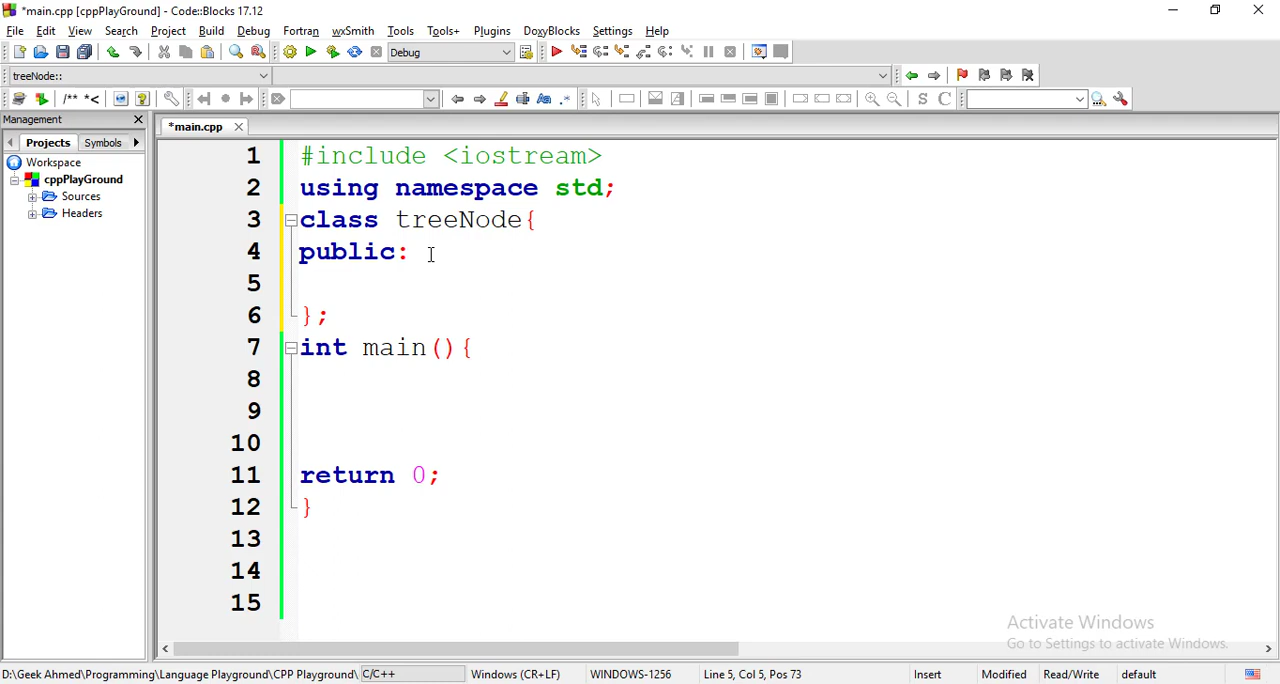 *main.cpp [cppPlayGround] - Code::Blocks 17.12
File Edit View Search Project Build Debug Fortran wxSmith Tools Tools+ Plugins DoxyBlocks Settings Help
Debug
treeNode::
/** *<
S C
Management
*main.cpp
Projects Symbols
Workspace
cppPlayGround
Sources
Headers
1 #include <iostream>
2 using namespace std;
3 class treeNode{
4 public:
5
6 };
7 int main(){
8
9
10
11 return 0;
12 }
13
14
15
Activate Windows
Go to Settings to activate Windows.
D:\Geek Ahmed\Programming\Language Playground\CPP Playground\ C/C++ Windows (CR+LF) WINDOWS-1256 Line 5, Col 5, Pos 73 Insert Modified Read/Write default